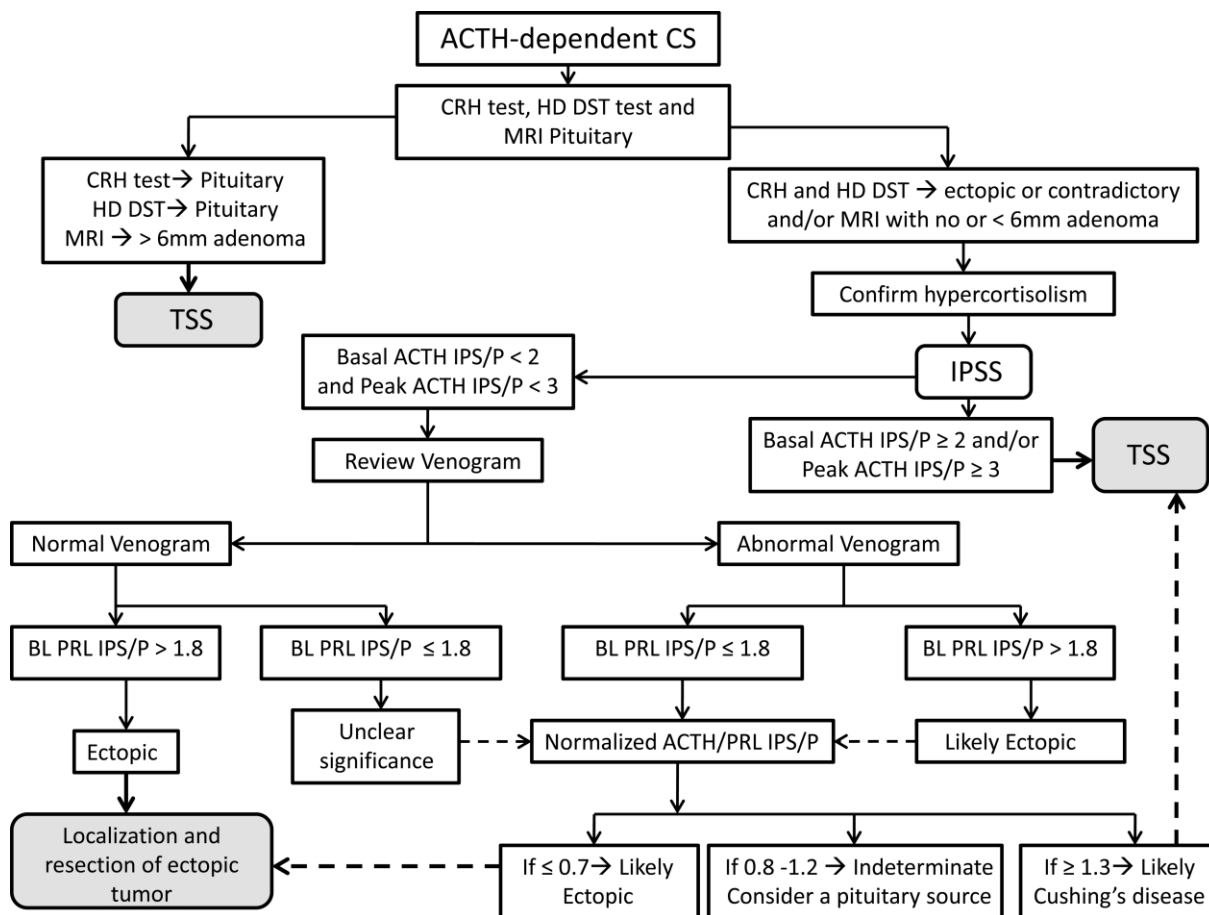 ACTH-dependent CS
CRH test, HD DST test and
MRI Pituitary
CRH test→ Pituitary
HD DST→ Pituitary
MRI → > 6mm adenoma
TSS
CRH and HD DST → ectopic or contradictory
and/or MRI with no or < 6mm adenoma
Confirm hypercortisolism
IPSS
Basal ACTH IPS/P < 2
and Peak ACTH IPS/P < 3
Basal ACTH IPS/P ≥ 2 and/or
Peak ACTH IPS/P ≥ 3
TSS
Review Venogram
Normal Venogram
Abnormal Venogram
BL PRL IPS/P > 1.8
BL PRL IPS/P ≤ 1.8
BL PRL IPS/P ≤ 1.8
BL PRL IPS/P > 1.8
Ectopic
Unclear
significance
Normalized ACTH/PRL IPS/P
Likely Ectopic
Localization and
resection of ectopic
tumor
If ≤ 0.7→ Likely
Ectopic
If 0.8 -1.2 → Indeterminate
Consider a pituitary source
If ≥ 1.3→ Likely
Cushing's disease